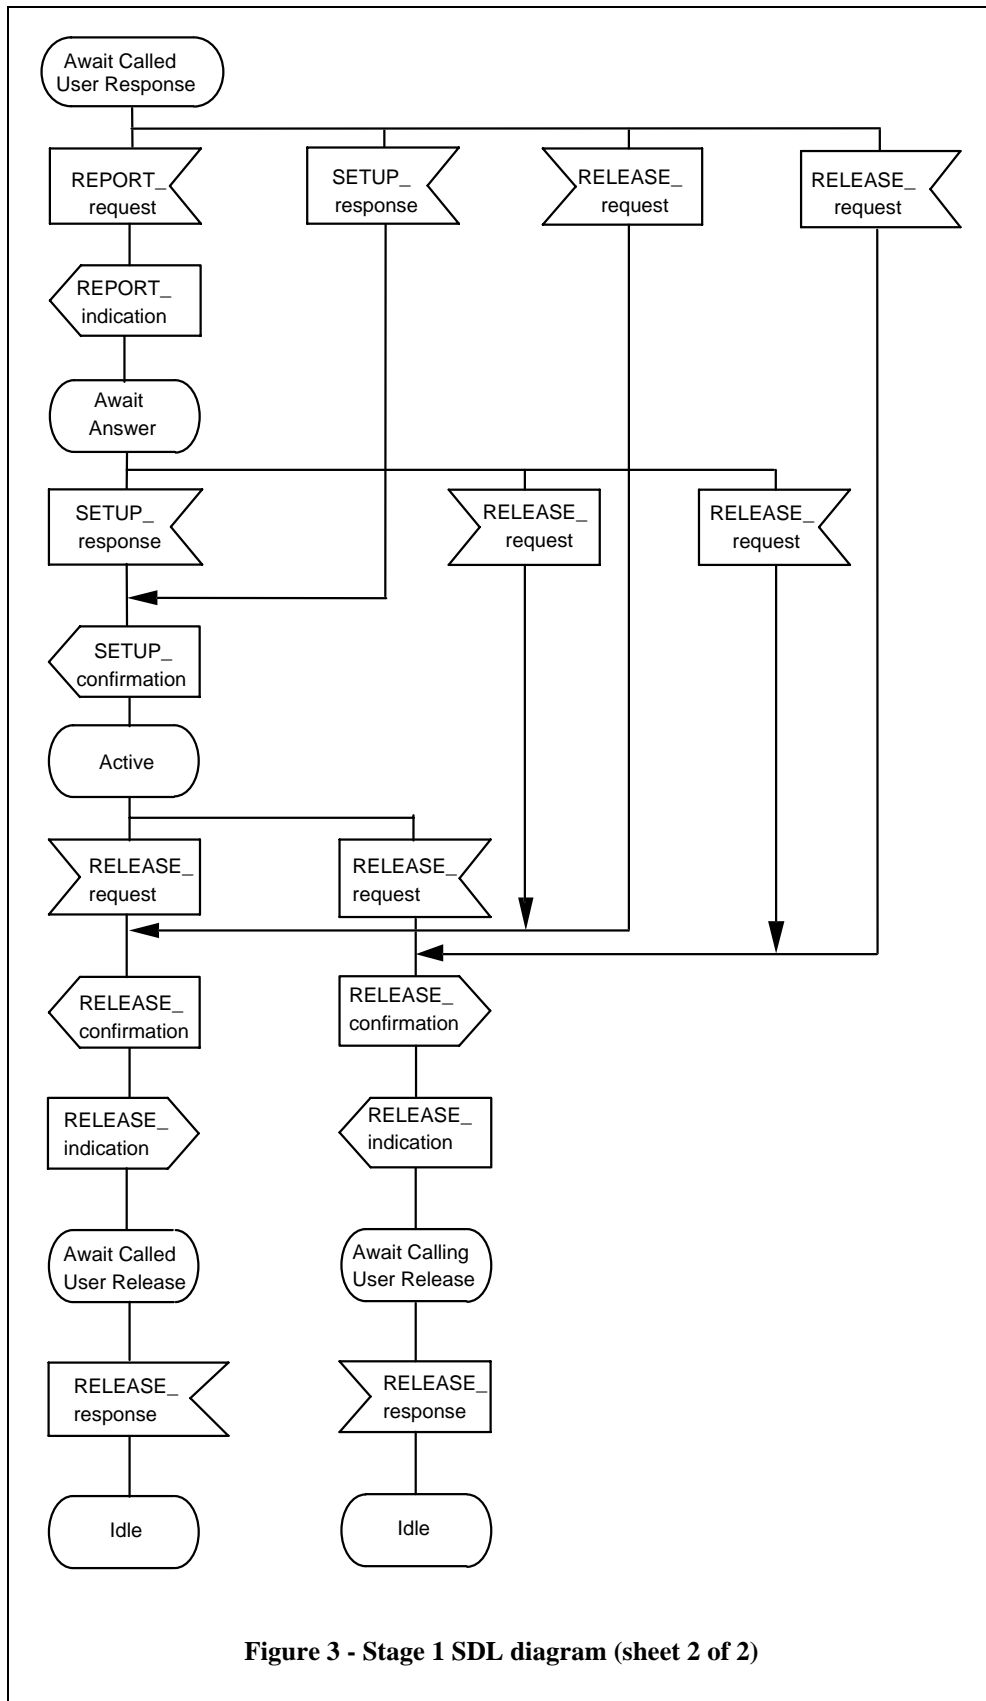 Await Called
User Response
REPORT_
request
SETUP_
response
RELEASE_
request
RELEASE_
request
REPORT_
indication
Await
Answer
SETUP_
response
RELEASE_
request
RELEASE_
request
SETUP_
confirmation
Active
RELEASE_
request
RELEASE_
request
RELEASE_
confirmation
RELEASE_
confirmation
RELEASE_
indication
RELEASE_
indication
Await Called
User Release
Await Calling
User Release
RELEASE_
response
RELEASE_
response
Idle
Idle
Figure 3 - Stage 1 SDL diagram (sheet 2 of 2)